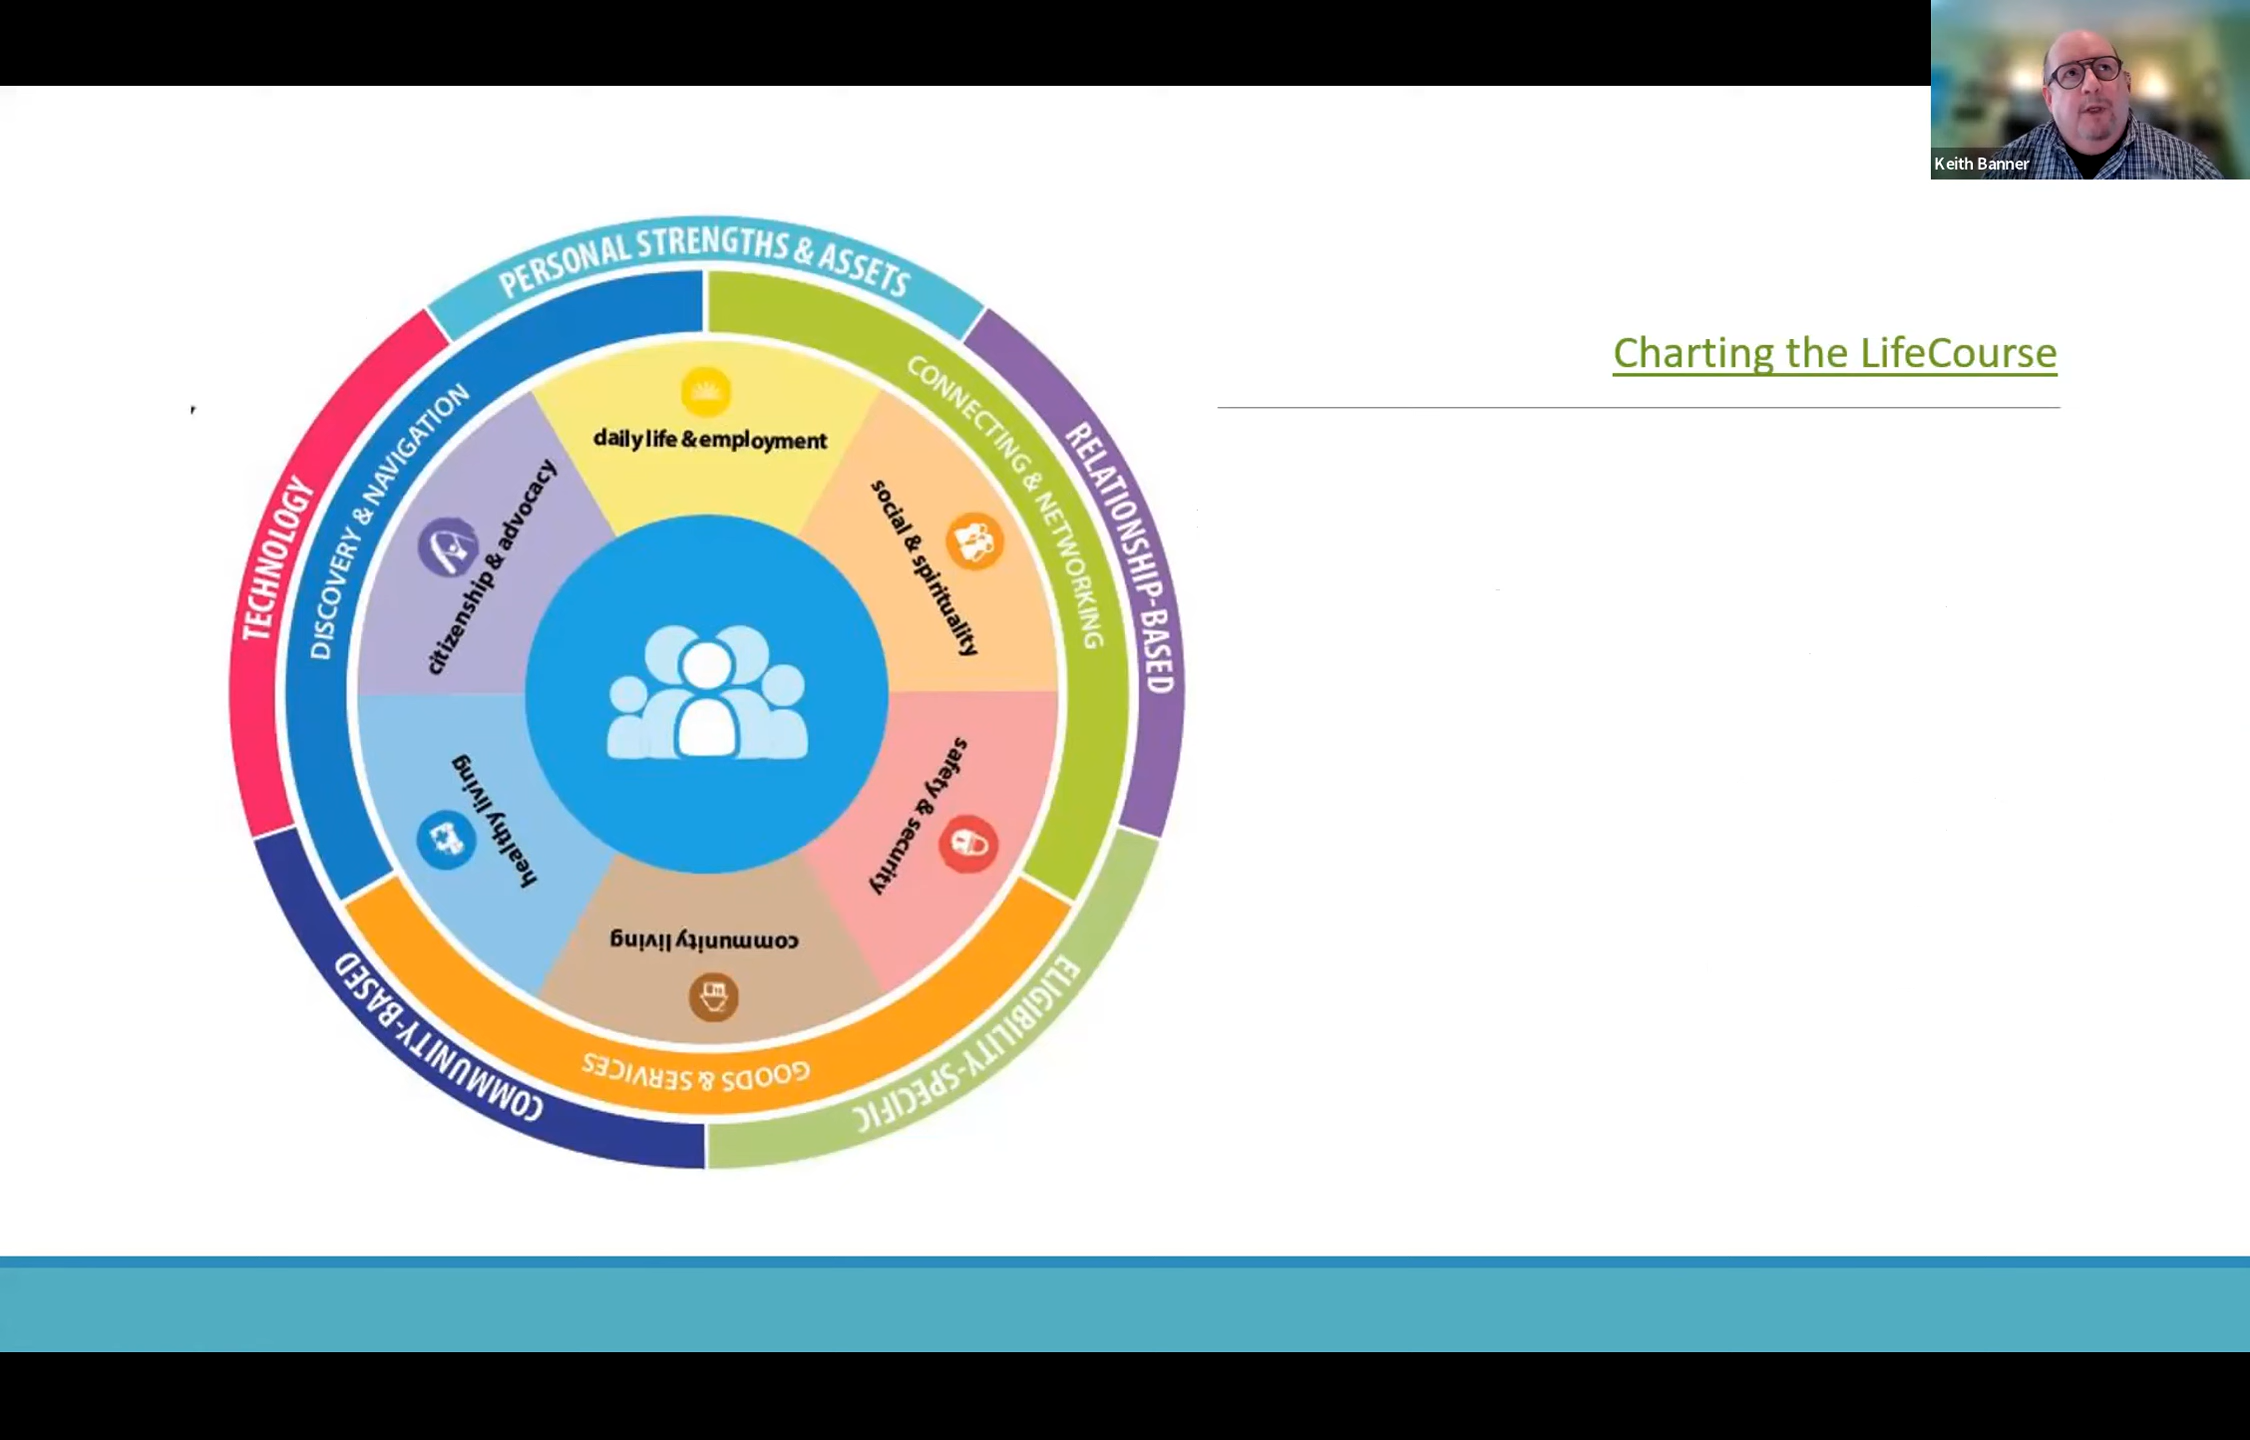 Keith Banner
Charting the LifeCourse
PERSONAL STRENGTHS & ASSETS
RELATIONSHIP-BASED
ELIGIBILITY-SPECIFIC
COMMUNITY-BASED
TECHNOLOGY
DISCOVERY & NAVIGATION
CONNECTING & NETWORKING
GOODS & SERVICES
daily life & employment
social & spirituality
safety & security
community living
healthy living
citizenship & advocacy